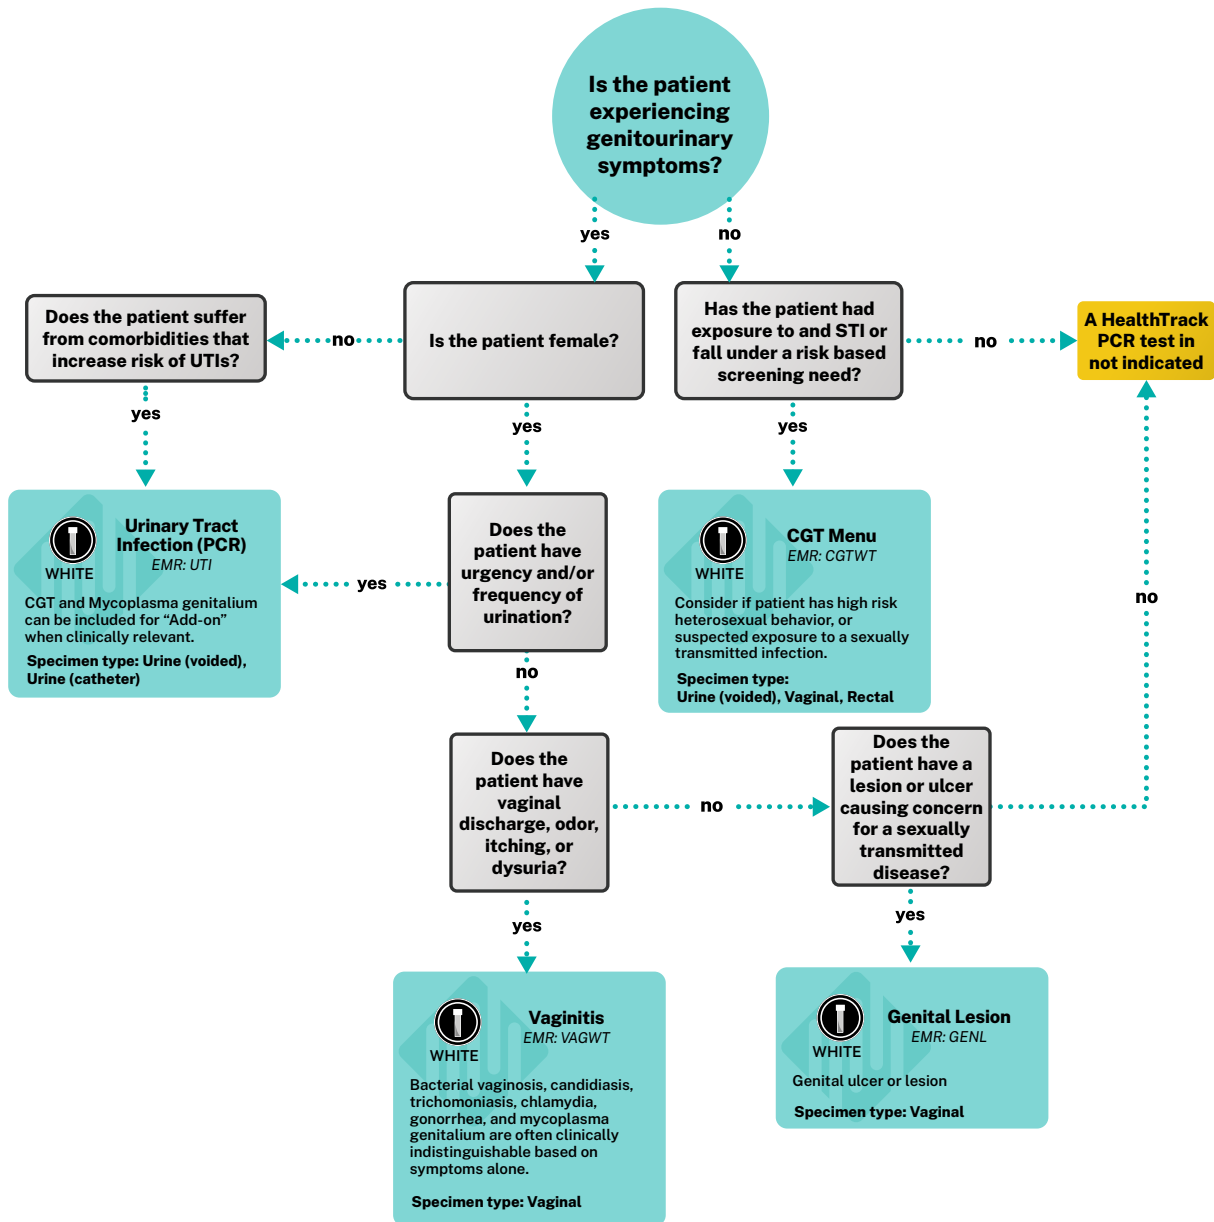 Is the patient
experiencing
genitourinary
symptoms?
yes
no
Does the patient suffer
from comorbidities that
increase risk of UTIs?
no
Is the patient female?
Has the patient had
exposure to and STI or
fall under a risk based
screening need?
no
A HealthTrack
PCR test in
not indicated
yes
yes
yes
WHITE
Urinary Tract
Infection (PCR)
EMR: UTI
CGT and Mycoplasma genitalium
can be included for “Add-on”
when clinically relevant.
Specimen type: Urine (voided),
Urine (catheter)
yes
Does the
patient have
urgency and/or
frequency of
urination?
WHITE
CGT Menu
EMR: CGTWT
Consider if patient has high risk
heterosexual behavior, or
suspected exposure to a sexually
transmitted infection.
Specimen type:
Urine (voided), Vaginal, Rectal
no
no
Does the
patient have
vaginal
discharge, odor,
itching, or
dysuria?
no
Does the
patient have a
lesion or ulcer
causing concern
for a sexually
transmitted
disease?
yes
yes
WHITE
Vaginitis
EMR: VAGWT
Bacterial vaginosis, candidiasis,
trichomoniasis, chlamydia,
gonorrhea, and mycoplasma
genitalium are often clinically
indistinguishable based on
symptoms alone.
Specimen type: Vaginal
WHITE
Genital Lesion
EMR: GENL
Genital ulcer or lesion
Specimen type: Vaginal